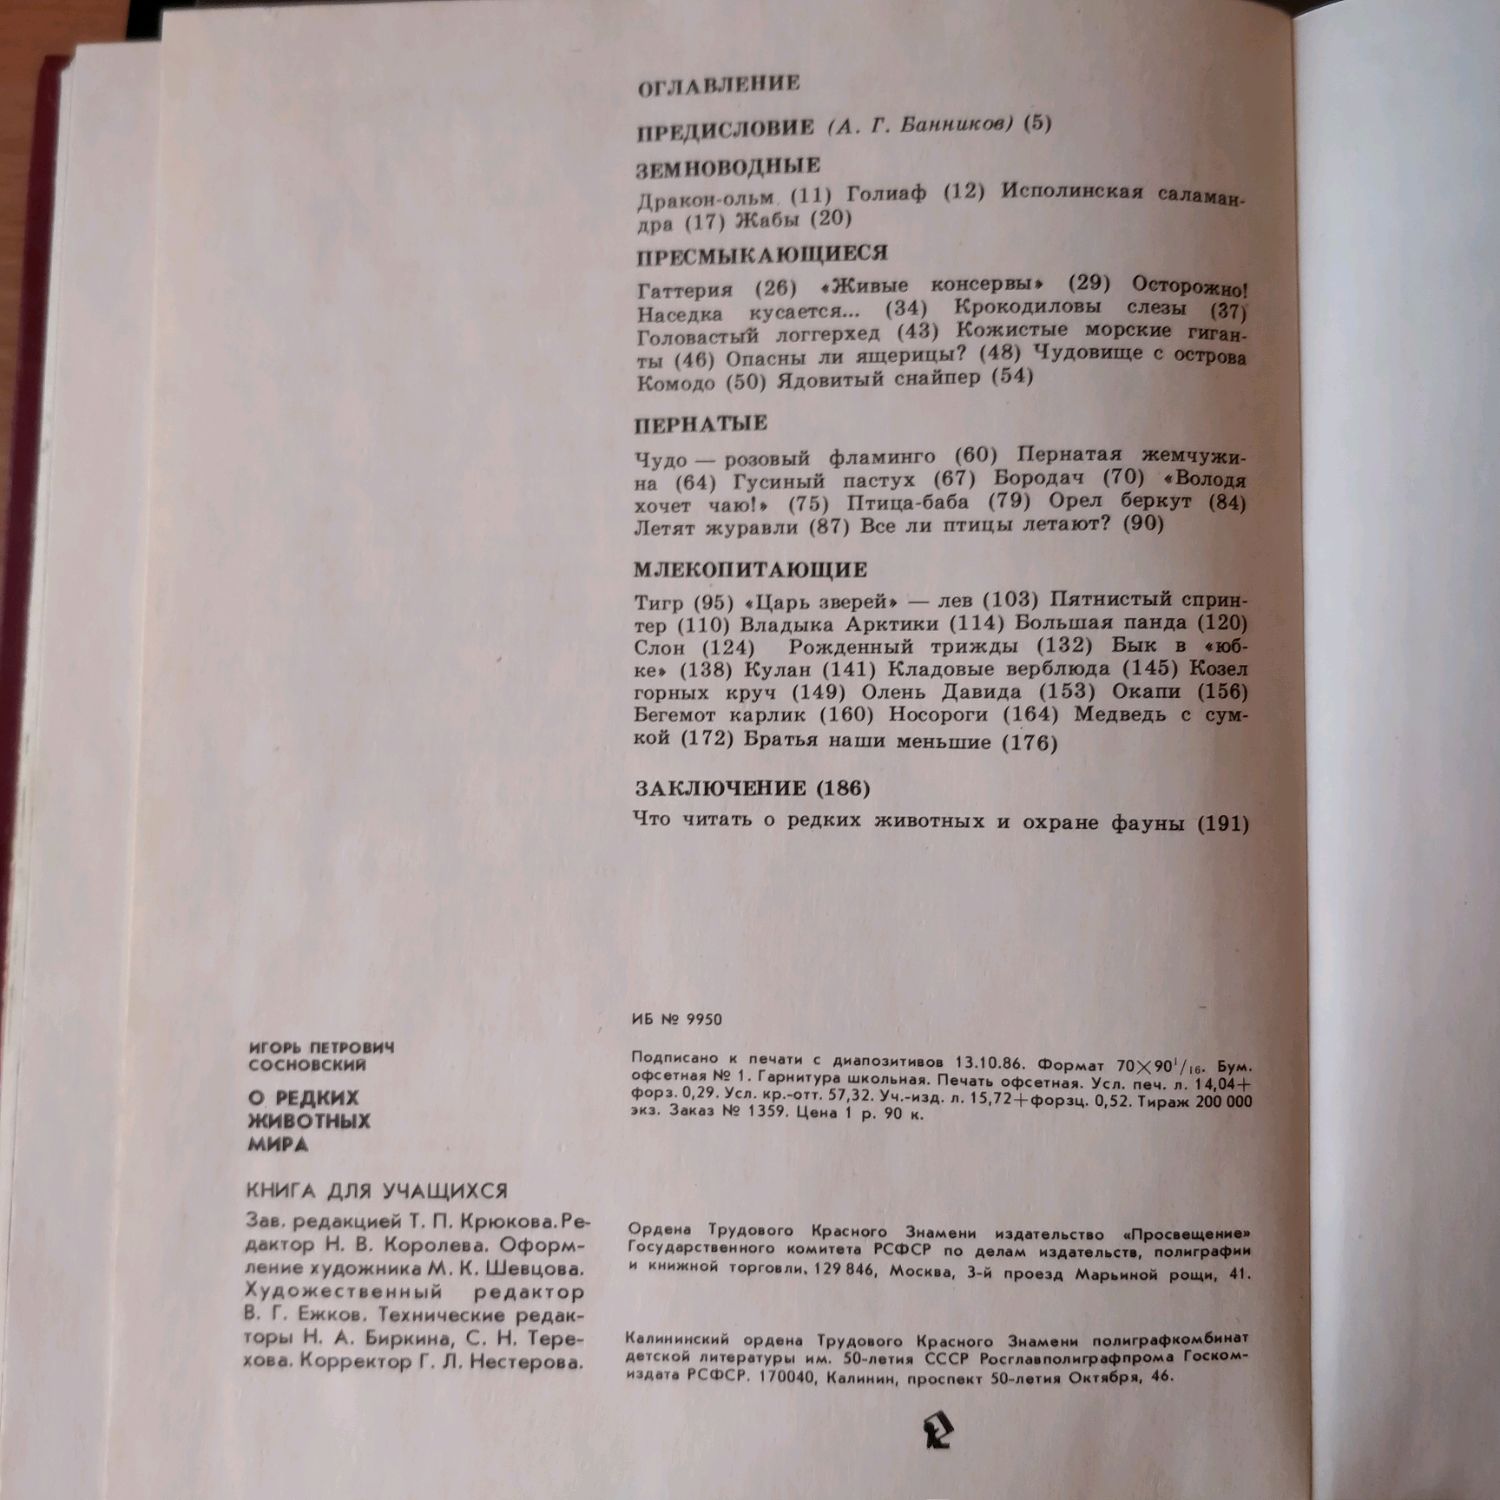 ОГЛАВЛЕНИЕ
ПРЕДИСЛОВИЕ (А. Г. Банников) (5)
ЗЕМНОВОДНЫЕ
Дракон-ольм (11) Голиаф (12) Исполинская саламан-
дра (17) Жабы (20)
ПРЕСМЫКАЮЩИЕСЯ
Гаттерия (26) «Живые консервы» (29) Осторожно!
Наседка кусается... (34) Крокодиловы слезы (37)
Головастый логгерхед (43) Кожистые морские гиган-
ты (46) Опасны ли ящерицы? (48) Чудовище с острова
Комодо (50) Ядовитый снайпер (54)
ПЕРНАТЫЕ
Чудо — розовый фламинго (60) Пернатая жемчужи-
на (64) Гусиный пастух (67) Бородач (70) «Володя
хочет чаю!» (75) Птица-баба (79) Орел беркут (84)
Летят журавли (87) Все ли птицы летают? (90)
МЛЕКОПИТАЮЩИЕ
Тигр (95) «Царь зверей» — лев (103) Пятнистый сприн-
тер (110) Владыка Арктики (114) Большая панда (120)
Слон (124) Рожденный трижды (132) Бык в «юб-
ке» (138) Кулан (141) Кладовые верблюда (145) Козел
горных круч (149) Олень Давида (153) Окапи (156)
Бегемот карлик (160) Носороги (164) Медведь с сум-
кой (172) Братья наши меньшие (176)
ЗАКЛЮЧЕНИЕ (186)
Что читать о редких животных и охране фауны (191)
ИГОРЬ ПЕТРОВИЧ
СОСНОВСКИЙ
О РЕДКИХ
ЖИВОТНЫХ
МИРА
КНИГА ДЛЯ УЧАЩИХСЯ
Зав. редакцией Т. П. Крюкова. Ре-
дактор Н. В. Королева. Оформ-
ление художника М. К. Шевцова.
Художественный редактор
В. Г. Ежков. Технические редак-
торы Н. А. Биркина, С. Н. Тере-
хова. Корректор Г. Л. Нестерова.
ИБ № 9950
Подписано к печати с диапозитивов 13.10.86. Формат 70×90¹/₁₆. Бум.
офсетная № 1. Гарнитура школьная. Печать офсетная. Усл. печ. л. 14,04+
форз. 0,29. Усл. кр.-отт. 57,32. Уч.-изд. л. 15,72+форзц. 0,52. Тираж 200 000
экз. Заказ № 1359. Цена 1 р. 90 к.
Ордена Трудового Красного Знамени издательство «Просвещение»
Государственного комитета РСФСР по делам издательств, полиграфии
и книжной торговли. 129 846, Москва, 3-й проезд Марьиной рощи, 41.
Калининский ордена Трудового Красного Знамени полиграфкомбинат
детской литературы им. 50-летия СССР Росглавполиграфпрома Госком-
издата РСФСР. 170040, Калинин, проспект 50-летия Октября, 46.